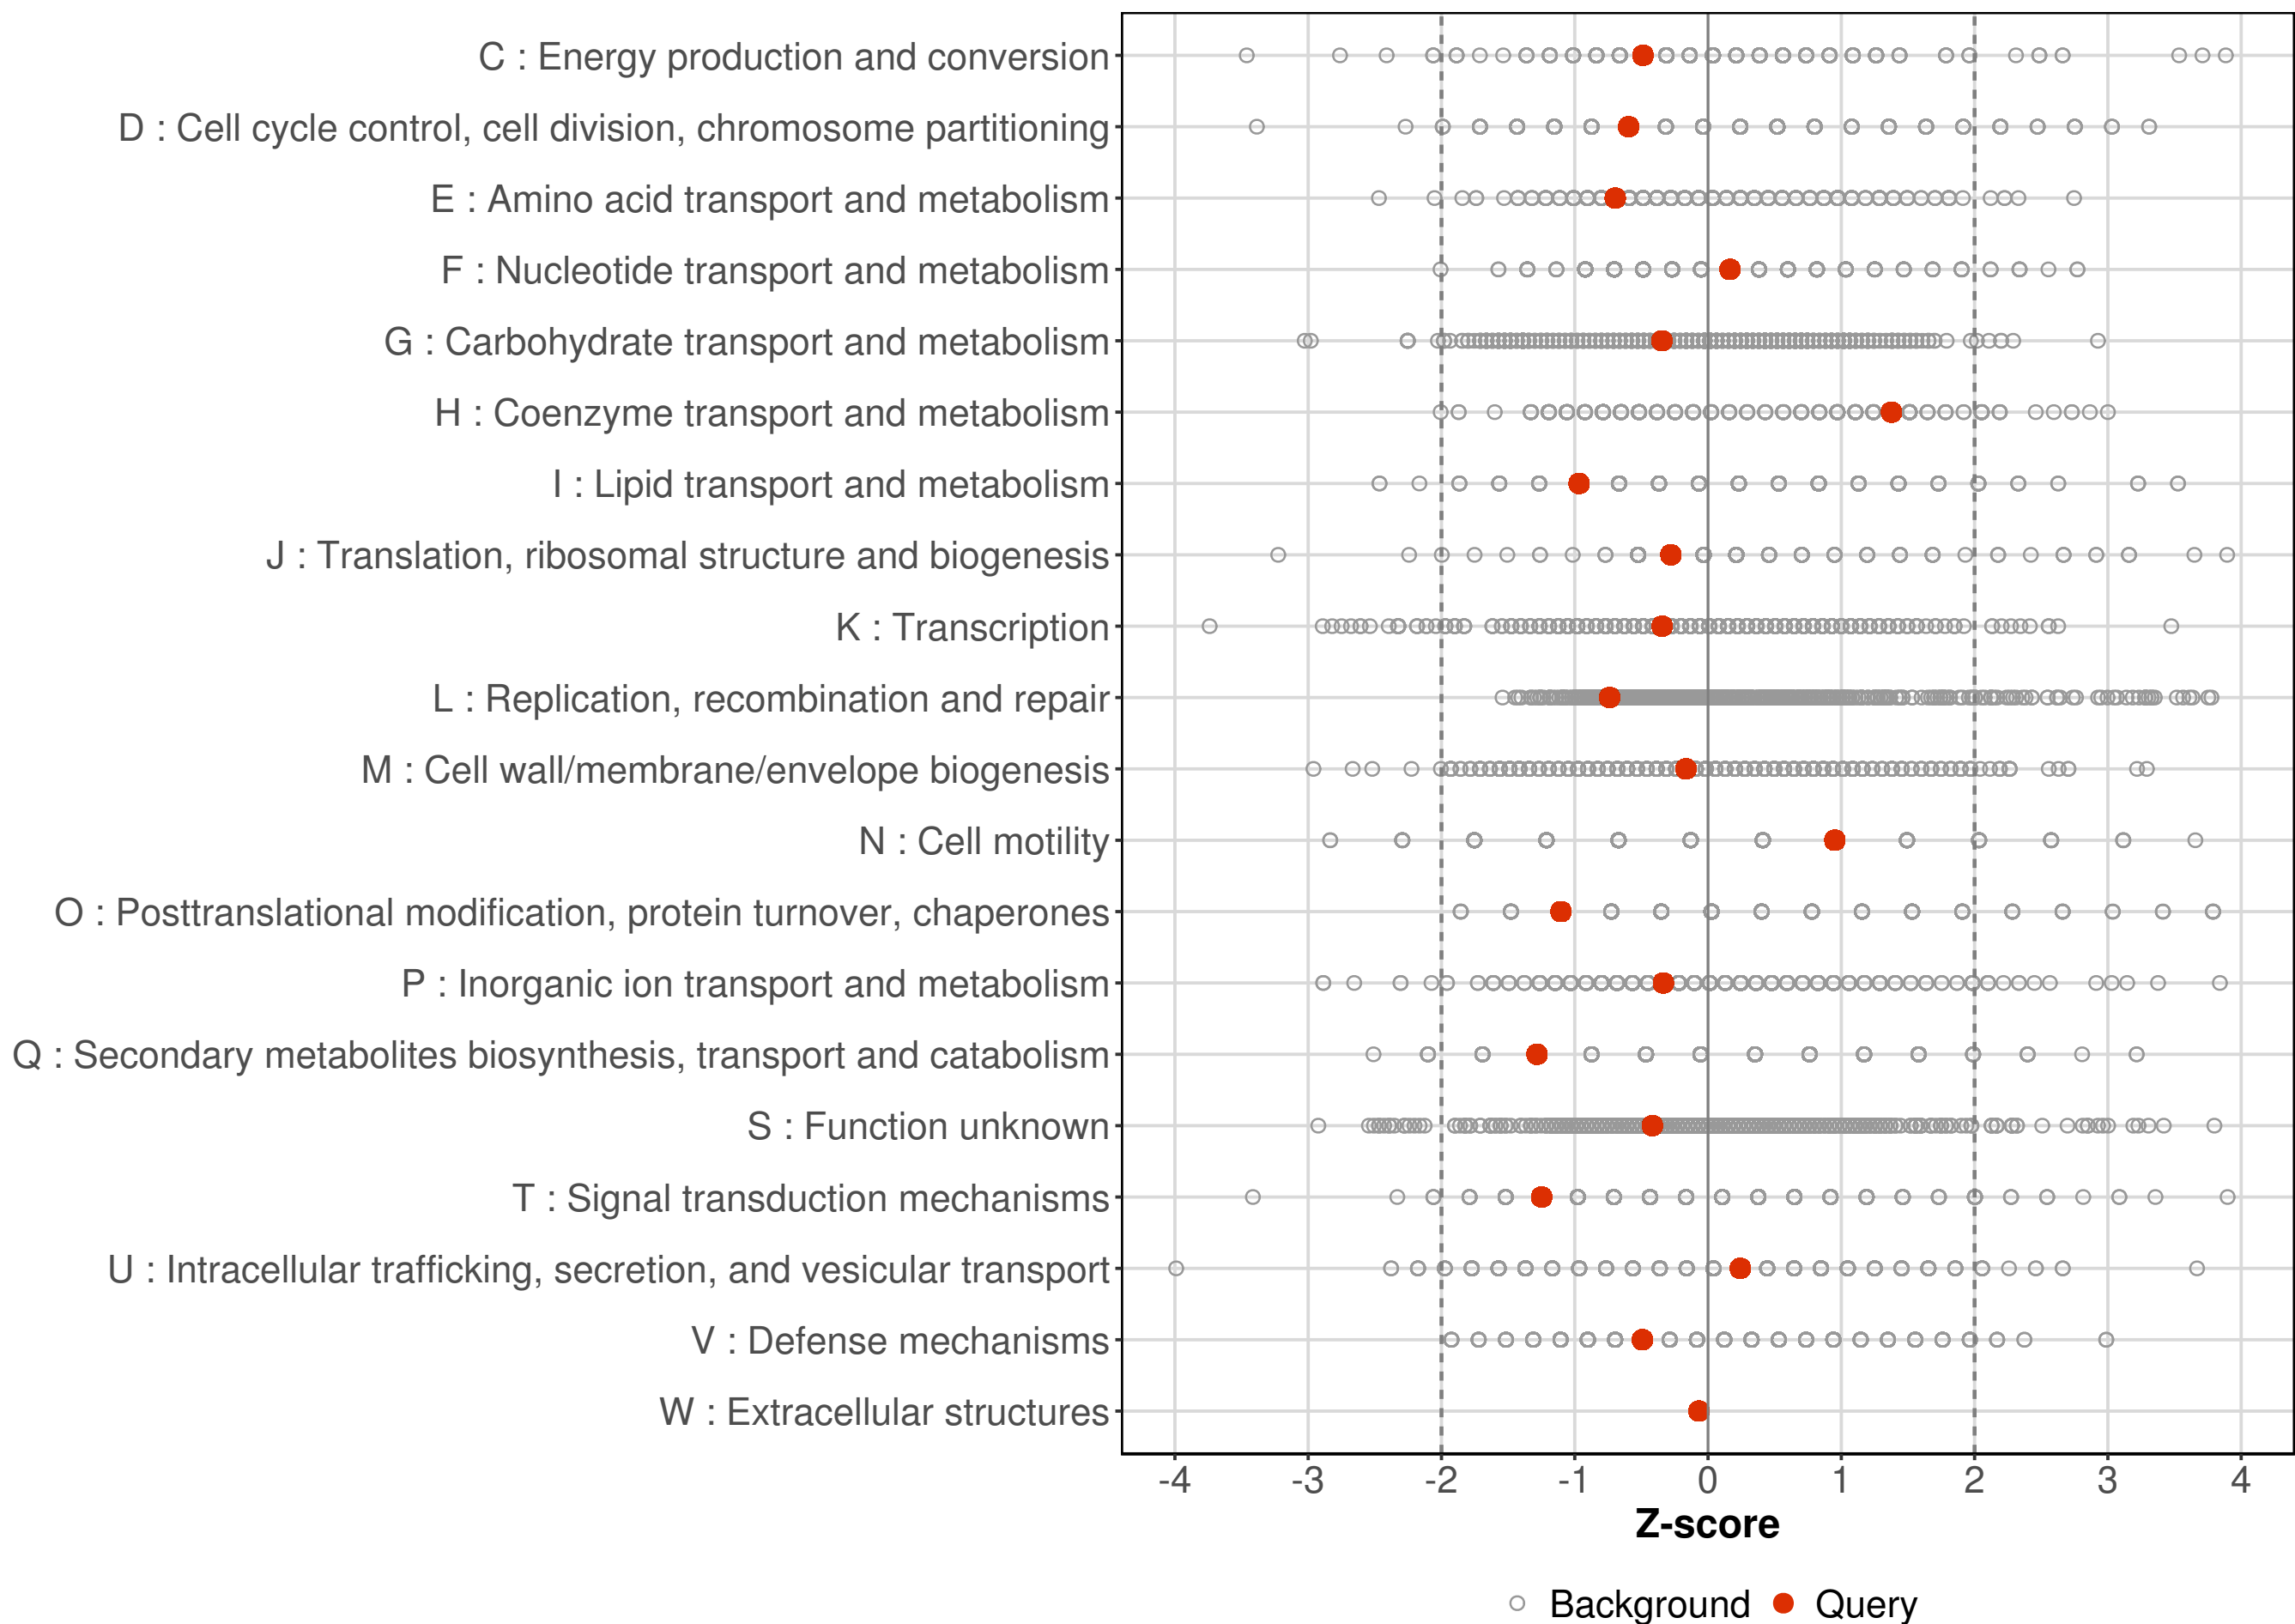 C : Energy production and conversion
D : Cell cycle control, cell division, chromosome partitioning
E : Amino acid transport and metabolism
F : Nucleotide transport and metabolism
G : Carbohydrate transport and metabolism
H : Coenzyme transport and metabolism
I : Lipid transport and metabolism
J : Translation, ribosomal structure and biogenesis
K : Transcription
L : Replication, recombination and repair
M : Cell wall/membrane/envelope biogenesis
N : Cell motility
O : Posttranslational modification, protein turnover, chaperones
P : Inorganic ion transport and metabolism
Q : Secondary metabolites biosynthesis, transport and catabolism
S : Function unknown
T : Signal transduction mechanisms
U : Intracellular trafficking, secretion, and vesicular transport
V : Defense mechanisms
W : Extracellular structures
-4 -3 -2 -1 0 1 2 3 4
Z-score
Background Query